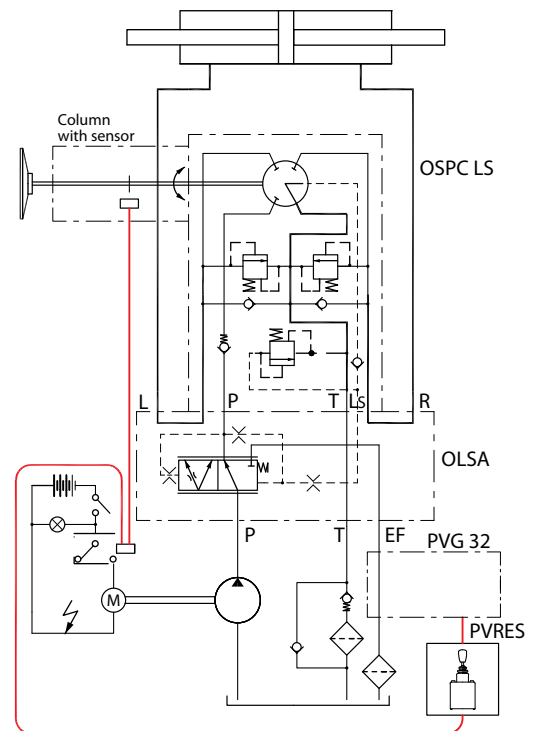 Column
with sensor
OSPC LS
L
P
T
Ls
R
OLSA
P
T
EF
PVG 32
M
PVRES